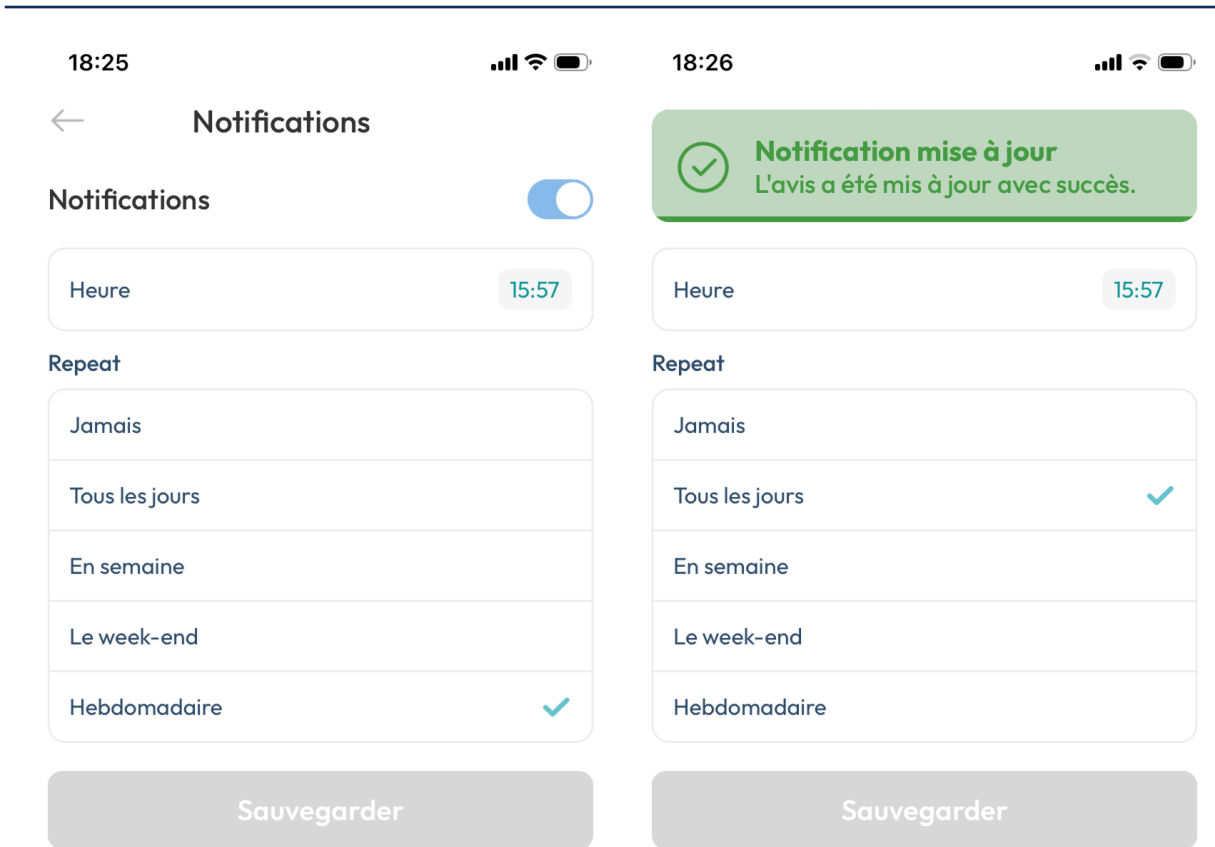 18:25
Notifications
Notifications
Heure
15:57
Repeat
Jamais
Tous les jours
En semaine
Le week-end
Hebdomadaire
Sauvegarder
18:26
Notification mise à jour
L'avis a été mis à jour avec succès.
Heure
15:57
Repeat
Jamais
Tous les jours
En semaine
Le week-end
Hebdomadaire
Sauvegarder